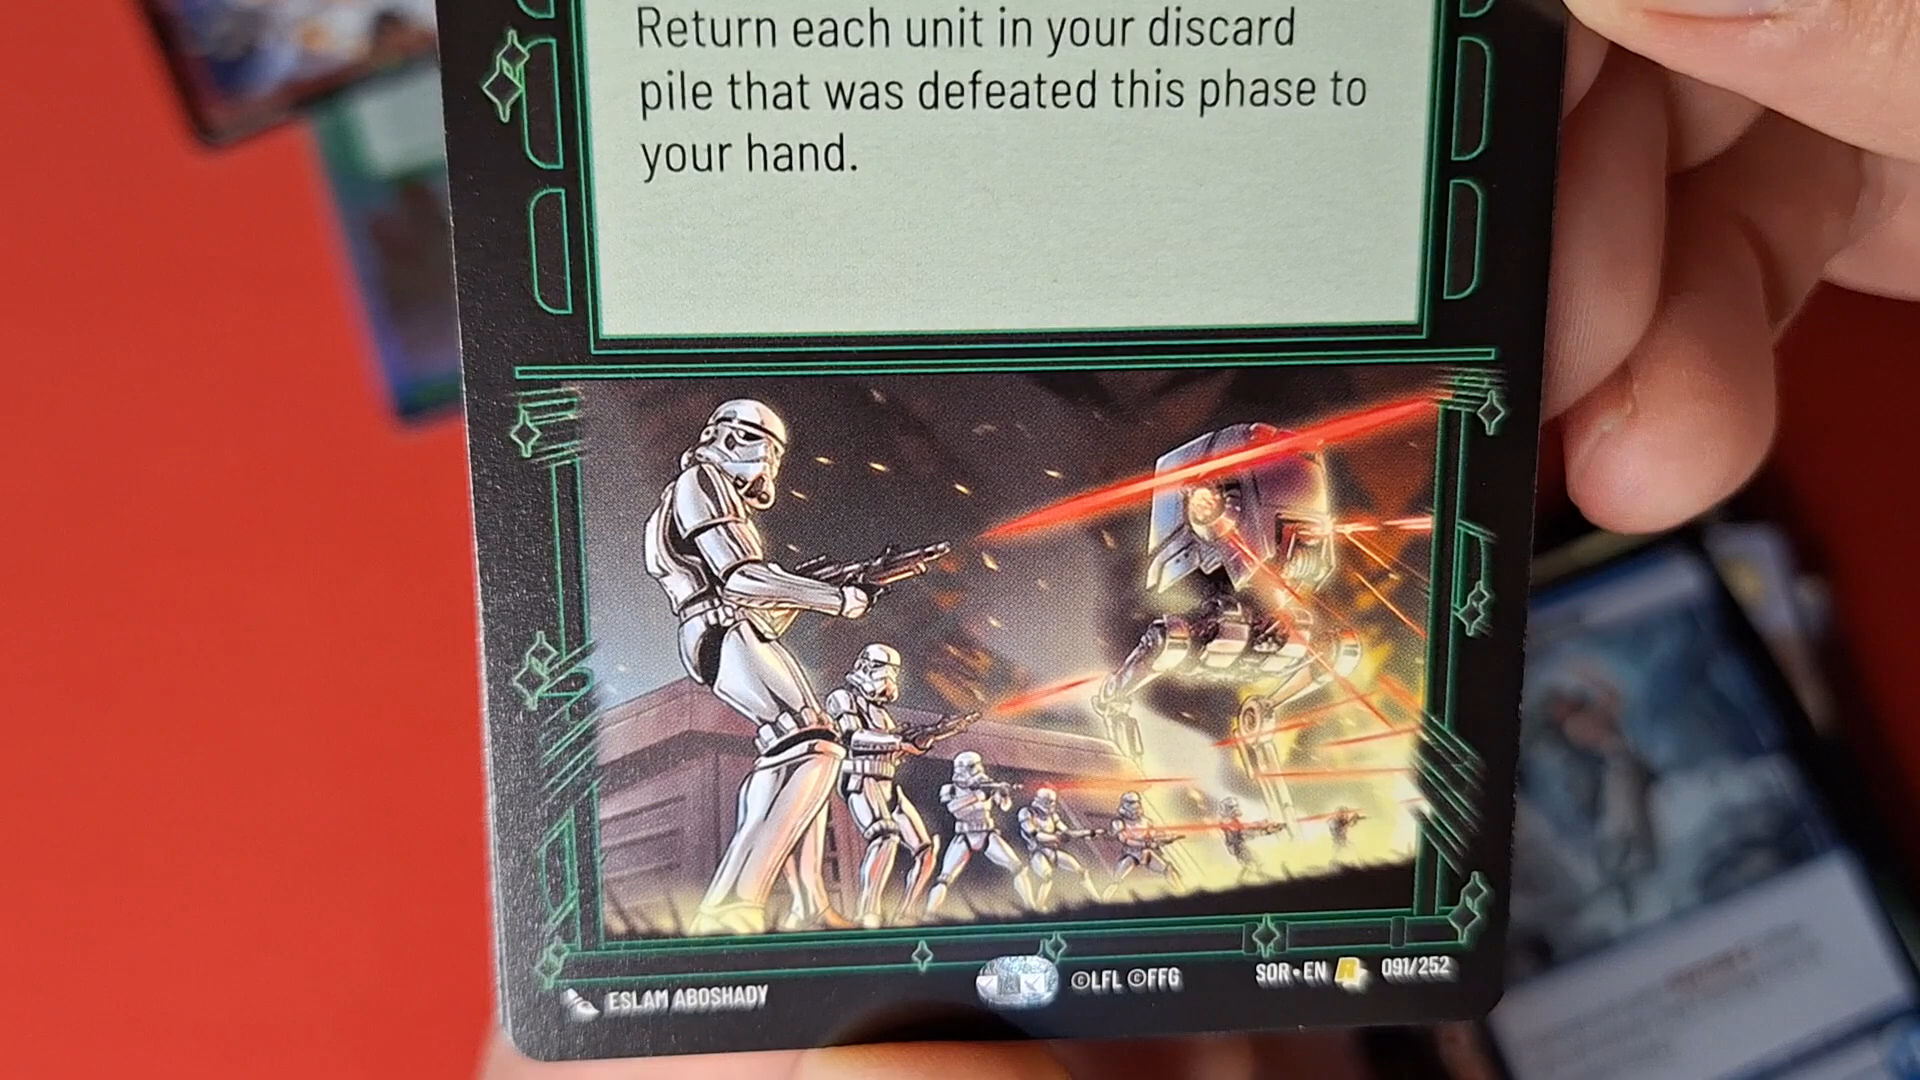 Return each unit in your discard
pile that was defeated this phase to
your hand.
ESLAM ABOSHADY
©LFL ©FFG
SOR•EN R 091/252